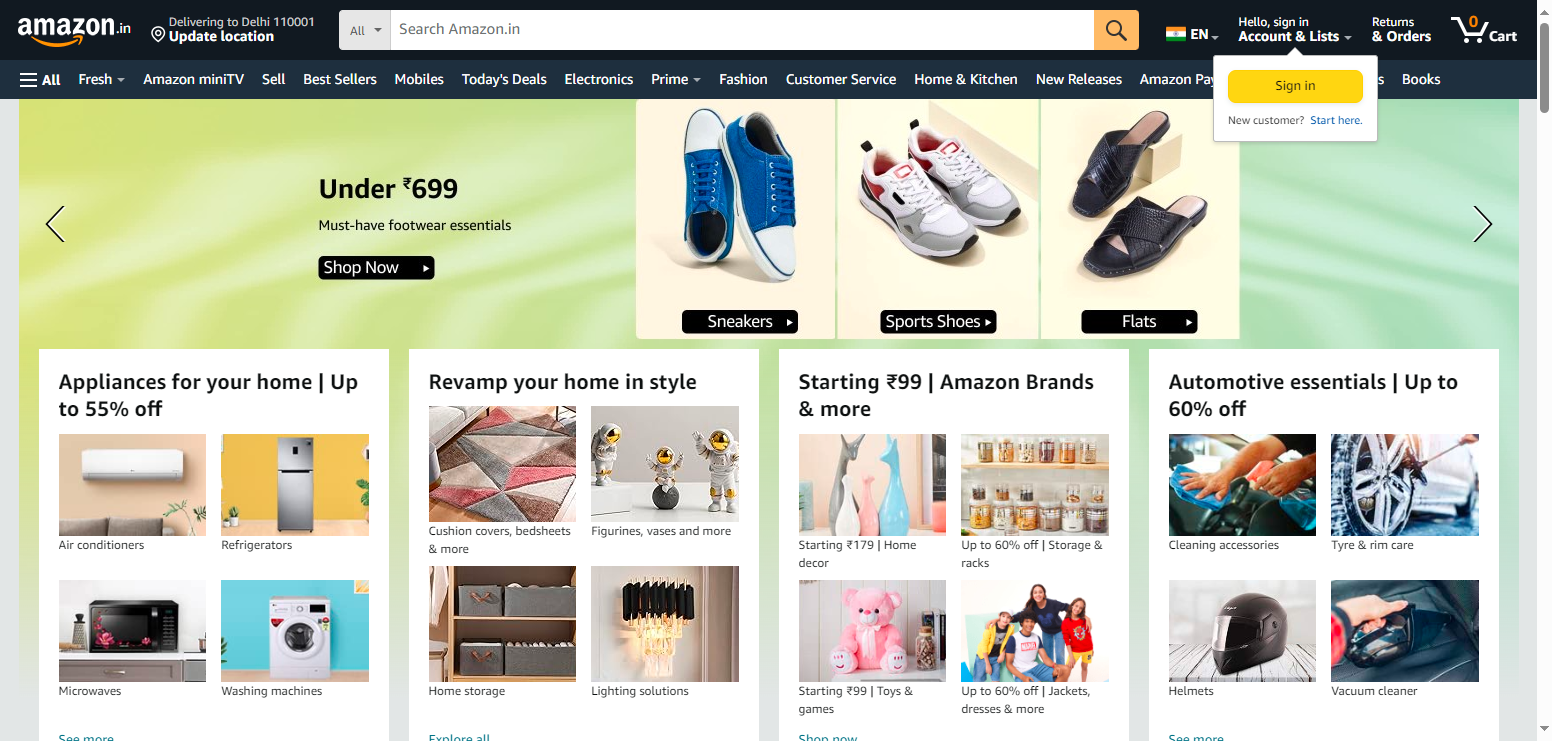 amazon.in
Delivering to Delhi 110001
Update location
All
Search Amazon.in
EN
Hello, sign in
Account & Lists
Returns
& Orders
0
Cart
All
Fresh
Amazon miniTV
Sell
Best Sellers
Mobiles
Today's Deals
Electronics
Prime
Fashion
Customer Service
Home & Kitchen
New Releases
Amazon Pay
Books
Sign in
New customer? Start here.
Under ₹699
Must-have footwear essentials
Shop Now
Sneakers
Sports Shoes
Flats
Appliances for your home | Up
to 55% off
Air conditioners
Refrigerators
Microwaves
Washing machines
See more
Revamp your home in style
Cushion covers, bedsheets
& more
Figurines, vases and more
Home storage
Lighting solutions
Explore all
Starting ₹99 | Amazon Brands
& more
Starting ₹179 | Home
decor
Up to 60% off | Storage &
racks
Starting ₹99 | Toys &
games
Up to 60% off | Jackets,
dresses & more
Shop now
Automotive essentials | Up to
60% off
Cleaning accessories
Tyre & rim care
Helmets
Vacuum cleaner
See more